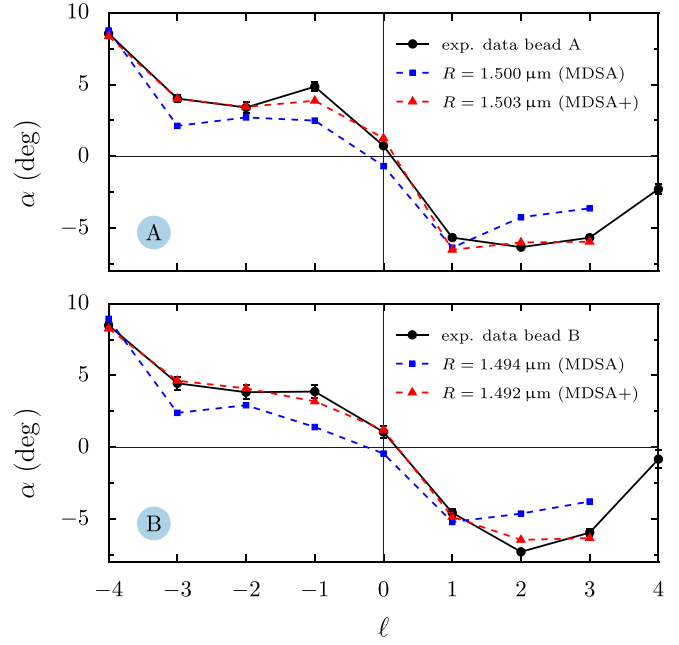 10
5
0
−5
α (deg)
exp. data bead A
R = 1.500 µm (MDSA)
R = 1.503 µm (MDSA+)
A
10
5
0
−5
α (deg)
exp. data bead B
R = 1.494 µm (MDSA)
R = 1.492 µm (MDSA+)
B
−4 −3 −2 −1 0 1 2 3 4
ℓ